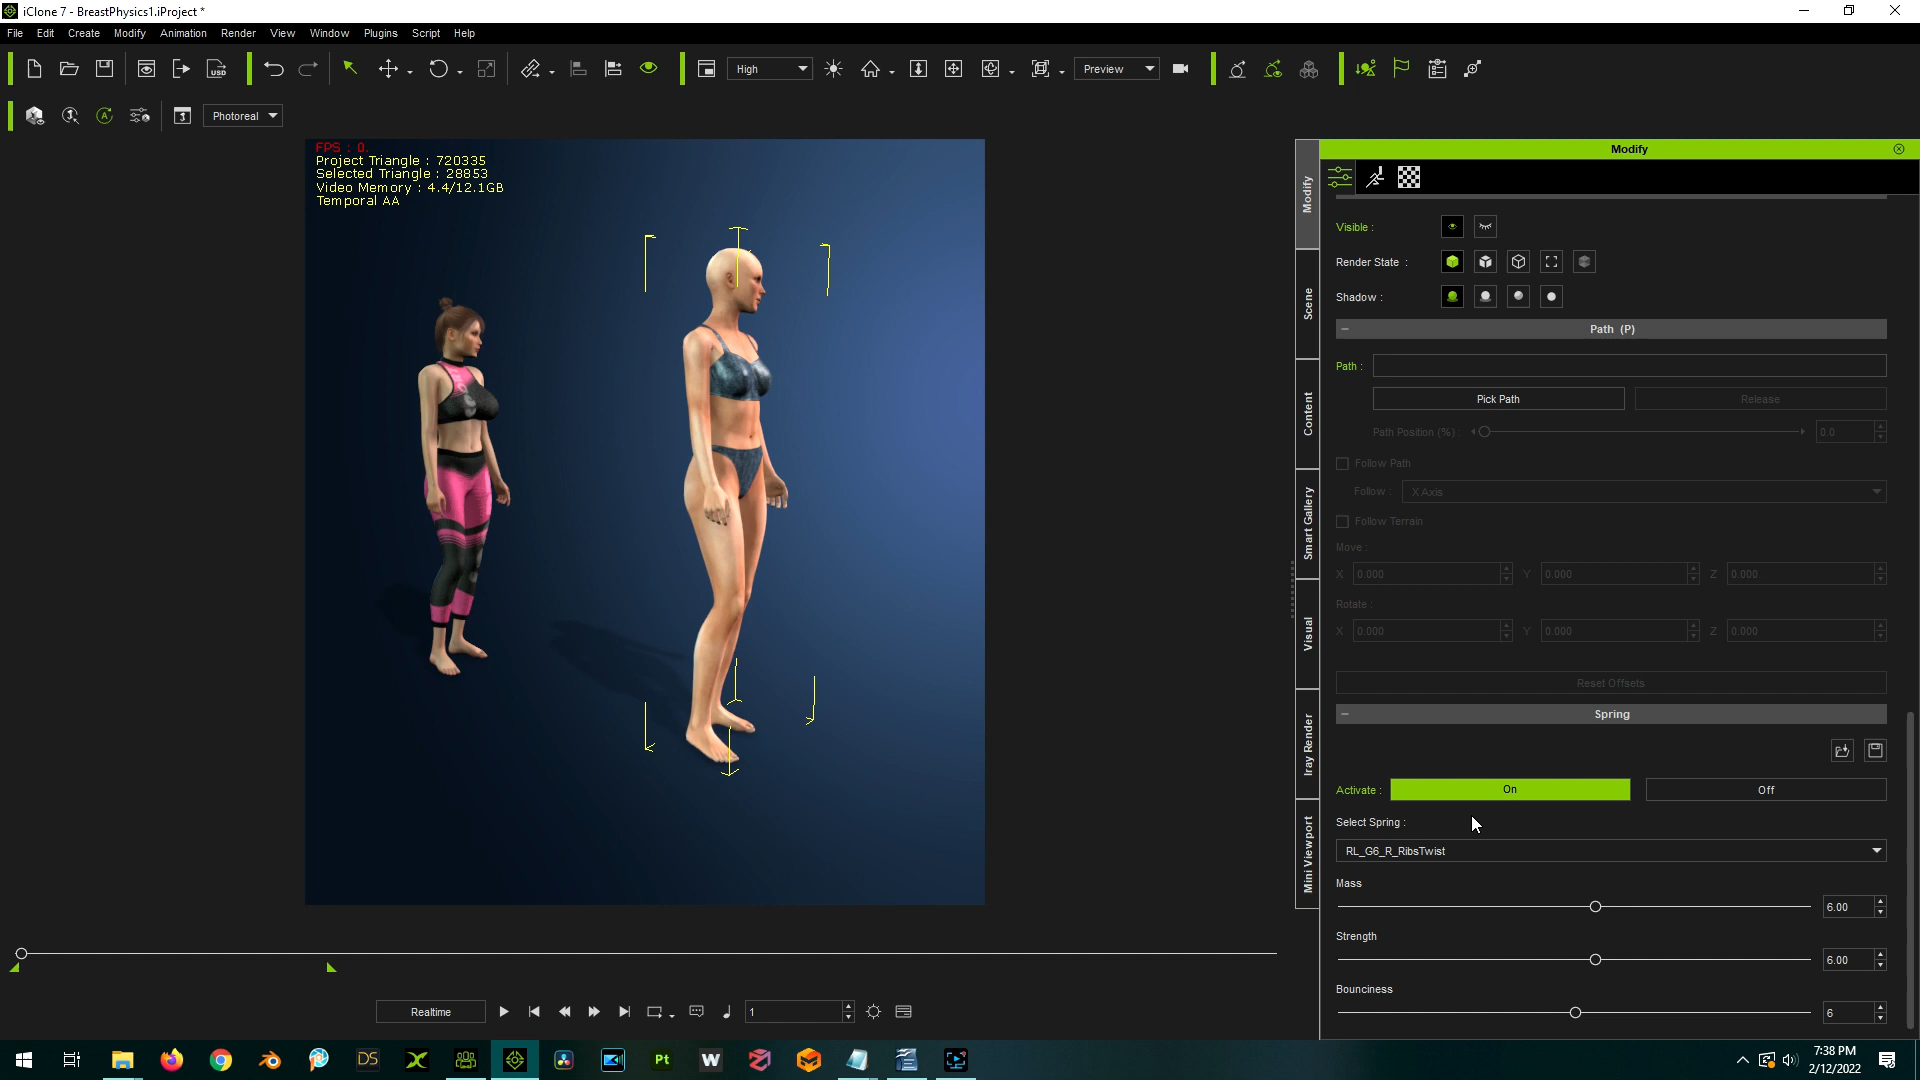 iClone 7 - BreastPhysics1.iProject *
File Edit Create Modify Animation Render View Window Plugins Script Help
USD
High
Preview
Photoreal
FPS : 0.
Project Triangle : 720335
Selected Triangle : 28853
Video Memory : 4.4/12.1GB
Temporal AA
Modify
Scene
Content
Smart Gallery
Visual
Iray Render
Mini Viewport
Modify
Visible :
Render State :
Shadow :
Path (P)
Path :
Pick Path Release
Path Position (%) : 0.0
Follow Path
Follow : X Axis
Follow Terrain
Move :
X 0.000 Y 0.000 Z 0.000
Rotate :
X 0.000 Y 0.000 Z 0.000
Reset Offsets
Spring
Activate : On Off
Select Spring :
RL_G6_R_RibsTwist
Mass
6.00
Strength
6.00
Bounciness
6
Realtime 1
DS
Pt
W
7:38 PM
2/12/2022